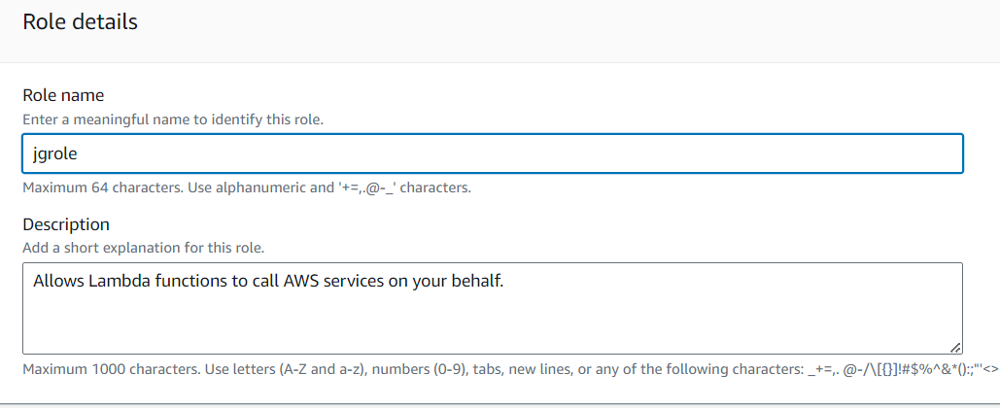 Role details
Role name
Enter a meaningful name to identify this role.
jgrole
Maximum 64 characters. Use alphanumeric and '+=,.@-_' characters.
Description
Add a short explanation for this role.
Allows Lambda functions to call AWS services on your behalf.
Maximum 1000 characters. Use letters (A-Z and a-z), numbers (0-9), tabs, new lines, or any of the following characters: _+=,. @-/\[{}]!#$%^&*();:"'<>